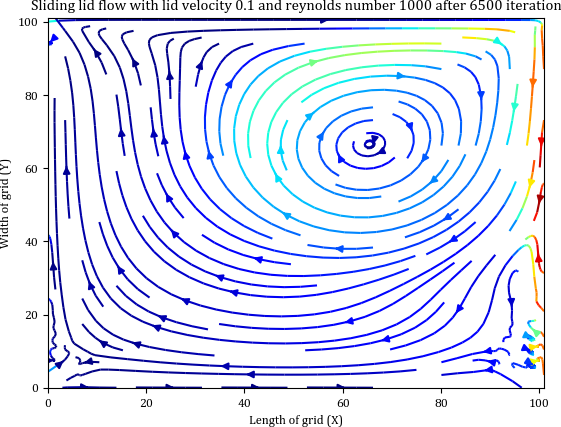 Sliding lid flow with lid velocity 0.1 and reynolds number 1000 after 6500 iteration
100
80
60
40
20
0
Width of grid (Y)
0 20 40 60 80 100
Length of grid (X)